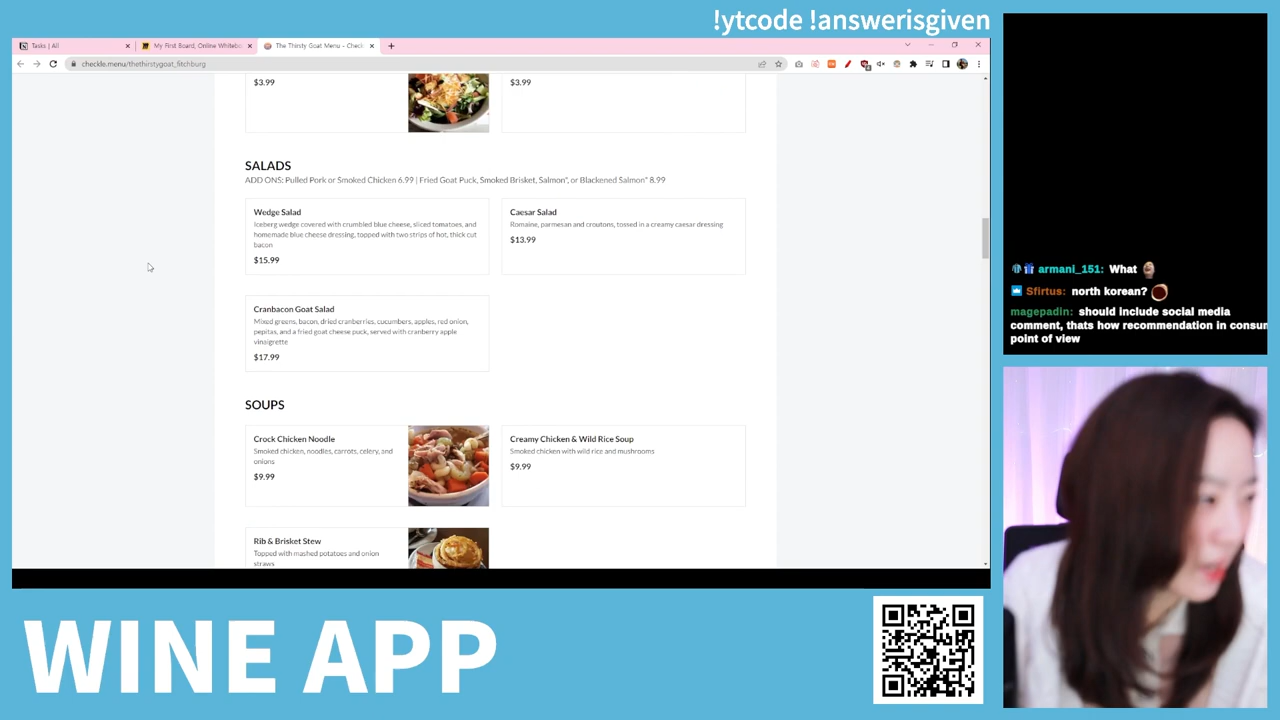 !ytcode !answerisgiven
Tasks | All
My First Board, Online Whitebo
The Thirsty Goat Menu - Check
checkle.menu/thethirstygoat_fitchburg
$3.99
$3.99
SALADS
ADD ONS: Pulled Pork or Smoked Chicken 6.99 | Fried Goat Puck, Smoked Brisket, Salmon*, or Blackened Salmon* 8.99
Wedge Salad
Iceberg wedge covered with crumbled blue cheese, sliced tomatoes, and
homemade blue cheese dressing, topped with two strips of hot, thick cut
bacon
$15.99
Caesar Salad
Romaine, parmesan and croutons, tossed in a creamy caesar dressing
$13.99
Cranbacon Goat Salad
Mixed greens, bacon, dried cranberries, cucumbers, apples, red onion,
pepitas, and a fried goat cheese puck, served with cranberry apple
vinaigrette
$17.99
SOUPS
Crock Chicken Noodle
Smoked chicken, noodles, carrots, celery, and
onions
$9.99
Creamy Chicken & Wild Rice Soup
Smoked chicken with wild rice and mushrooms
$9.99
Rib & Brisket Stew
Topped with mashed potatoes and onion
straws
armani_151: What
Sfirtus: north korean?
magepadin: should include social media
comment, thats how recommendation in consum
point of view
WINE APP